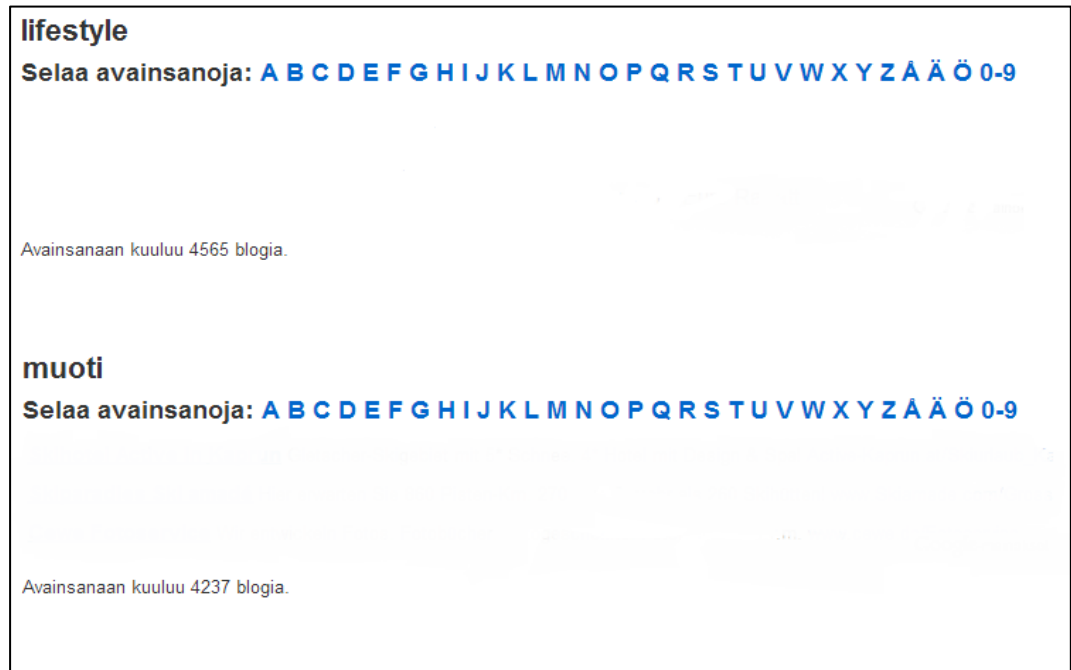 lifestyle
Selaa avainsanoja: A B C D E F G H I J K L M N O P Q R S T U V W X Y Z Å Ä Ö 0-9
Avainsanaan kuuluu 4565 blogia.
muoti
Selaa avainsanoja: A B C D E F G H I J K L M N O P Q R S T U V W X Y Z Å Ä Ö 0-9
Avainsanaan kuuluu 4237 blogia.